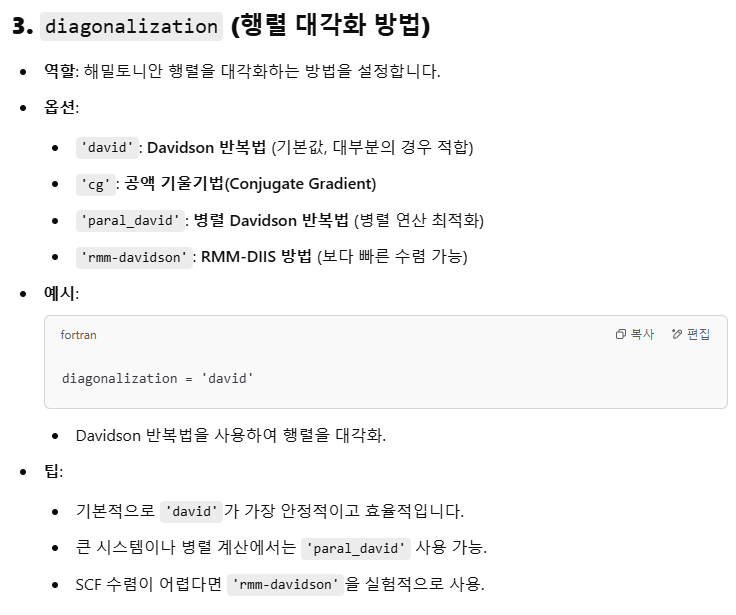 3. diagonalization (행렬 대각화 방법)
역할: 해밀토니안 행렬을 대각화하는 방법을 설정합니다.
옵션:
'david': Davidson 반복법 (기본값, 대부분의 경우 적합)
'cg': 공액 기울기법(Conjugate Gradient)
'paral_david': 병렬 Davidson 반복법 (병렬 연산 최적화)
'rmm-davidson': RMM-DIIS 방법 (보다 빠른 수렴 가능)
예시:
fortran 복사 편집
diagonalization = 'david'
Davidson 반복법을 사용하여 행렬을 대각화.
팁:
기본적으로 'david'가 가장 안정적이고 효율적입니다.
큰 시스템이나 병렬 계산에서는 'paral_david' 사용 가능.
SCF 수렴이 어렵다면 'rmm-davidson'을 실험적으로 사용.